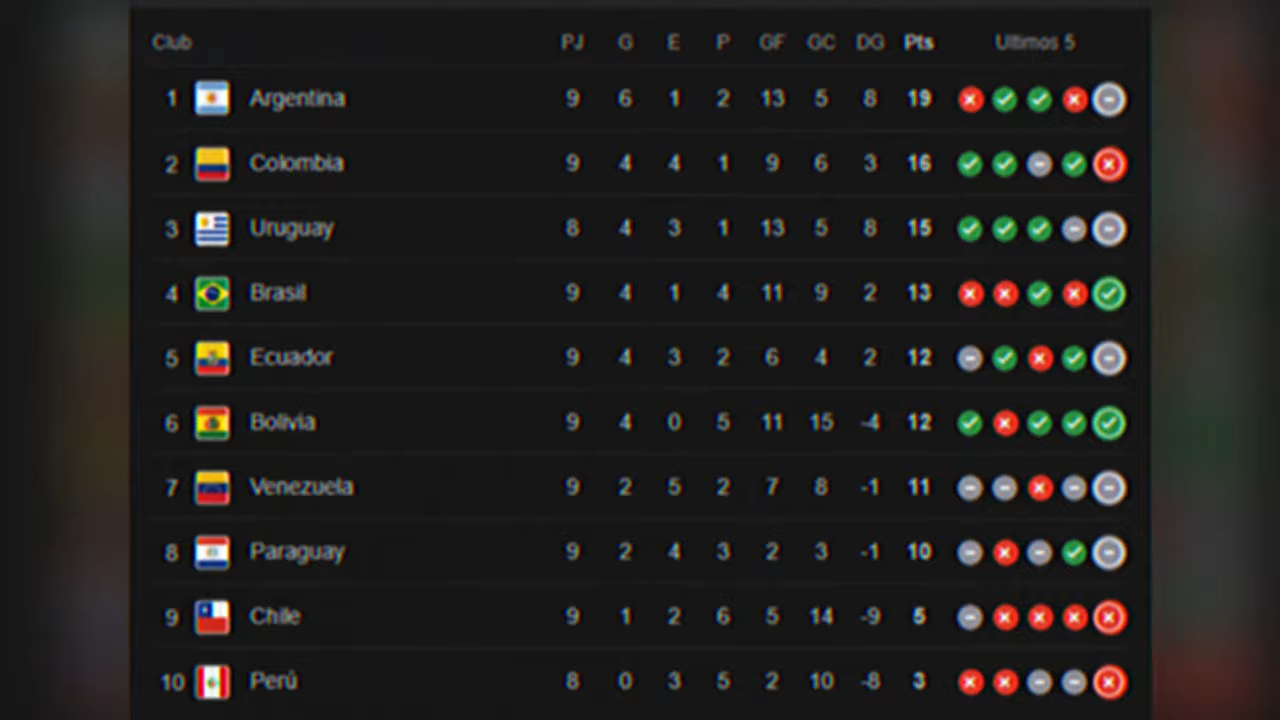 Club PJ G E P GF GC DG Pts Últimos 5
1 Argentina 9 6 1 2 13 5 8 19
2 Colombia 9 4 4 1 9 6 3 16
3 Uruguay 8 4 3 1 13 5 8 15
4 Brasil 9 4 1 4 11 9 2 13
5 Ecuador 9 4 3 2 6 4 2 12
6 Bolivia 9 4 0 5 11 15 -4 12
7 Venezuela 9 2 5 2 7 8 -1 11
8 Paraguay 9 2 4 3 2 3 -1 10
9 Chile 9 1 2 6 5 14 -9 5
10 Perú 8 0 3 5 2 10 -8 3